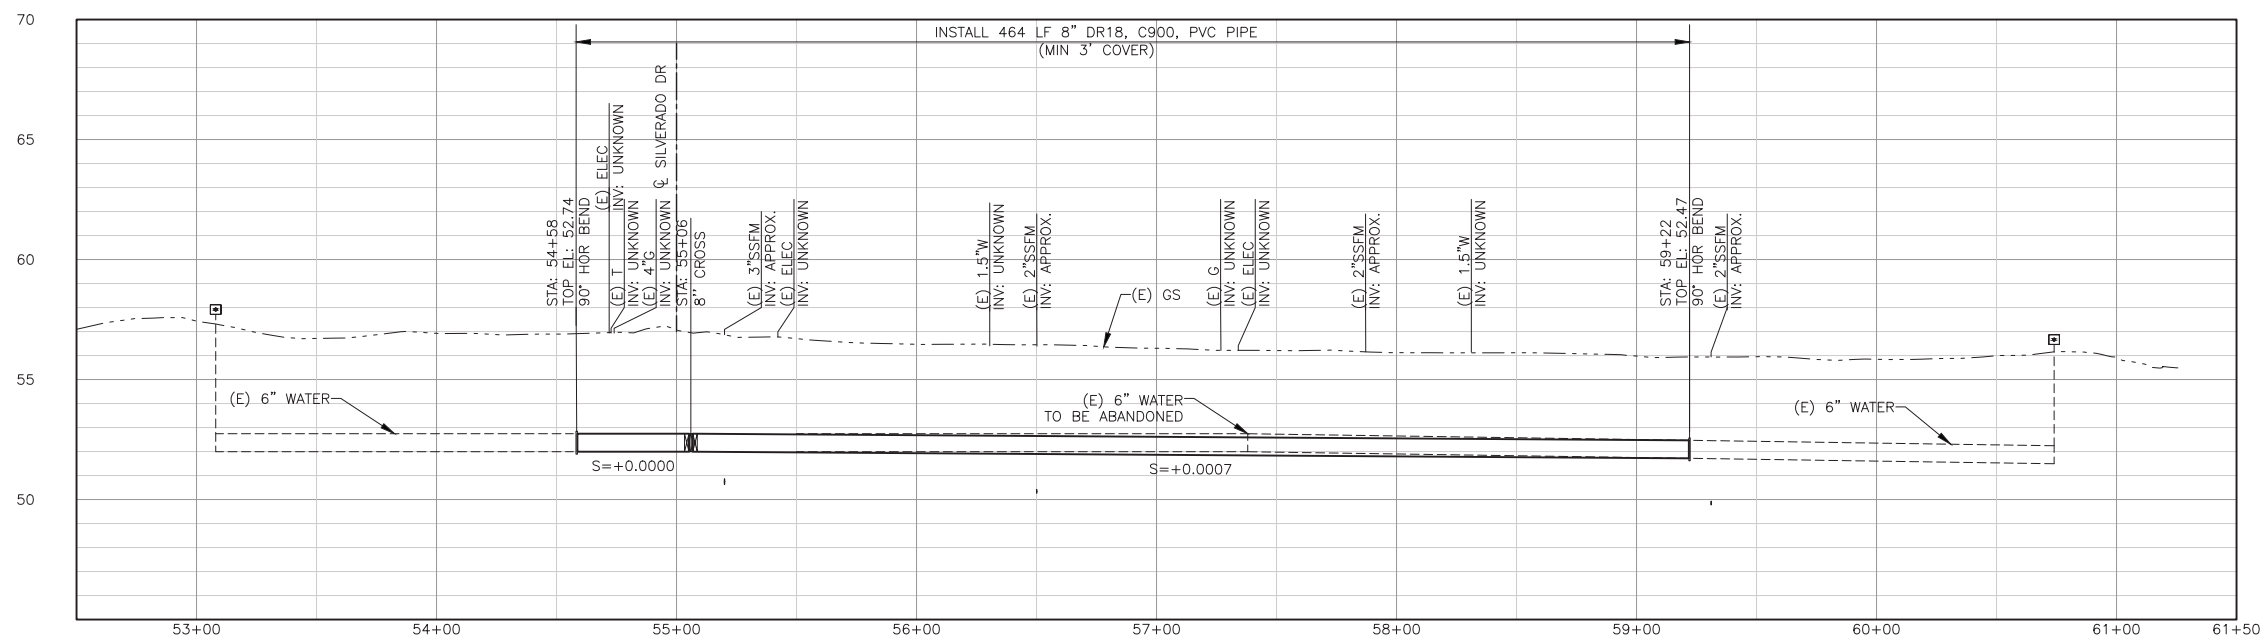 70
65
60
55
50
INSTALL 464 LF 8" DR18, C900, PVC PIPE
(MIN 3' COVER)
STA: 54+58
TOP EL: 52.74
90° HOR BEND
(E) ELEC
INV: UNKNOWN
(E) T
INV: UNKNOWN
(E) 4"G
INV: UNKNOWN
℄ SILVERADO DR
STA: 55+06
8" CROSS
(E) 3"SSFM
INV: APPROX.
(E) ELEC
INV: UNKNOWN
(E) 1.5"W
INV: UNKNOWN
(E) 2"SSFM
INV: APPROX.
(E) GS
(E) G
INV: UNKNOWN
(E) ELEC
INV: UNKNOWN
(E) 2"SSFM
INV: APPROX.
(E) 1.5"W
INV: UNKNOWN
STA: 59+22
TOP EL: 52.47
90° HOR BEND
(E) 2"SSFM
INV: APPROX.
(E) 6" WATER
(E) 6" WATER
TO BE ABANDONED
(E) 6" WATER
S=+0.0000
S=+0.0007
53+00
54+00
55+00
56+00
57+00
58+00
59+00
60+00
61+00
61+50